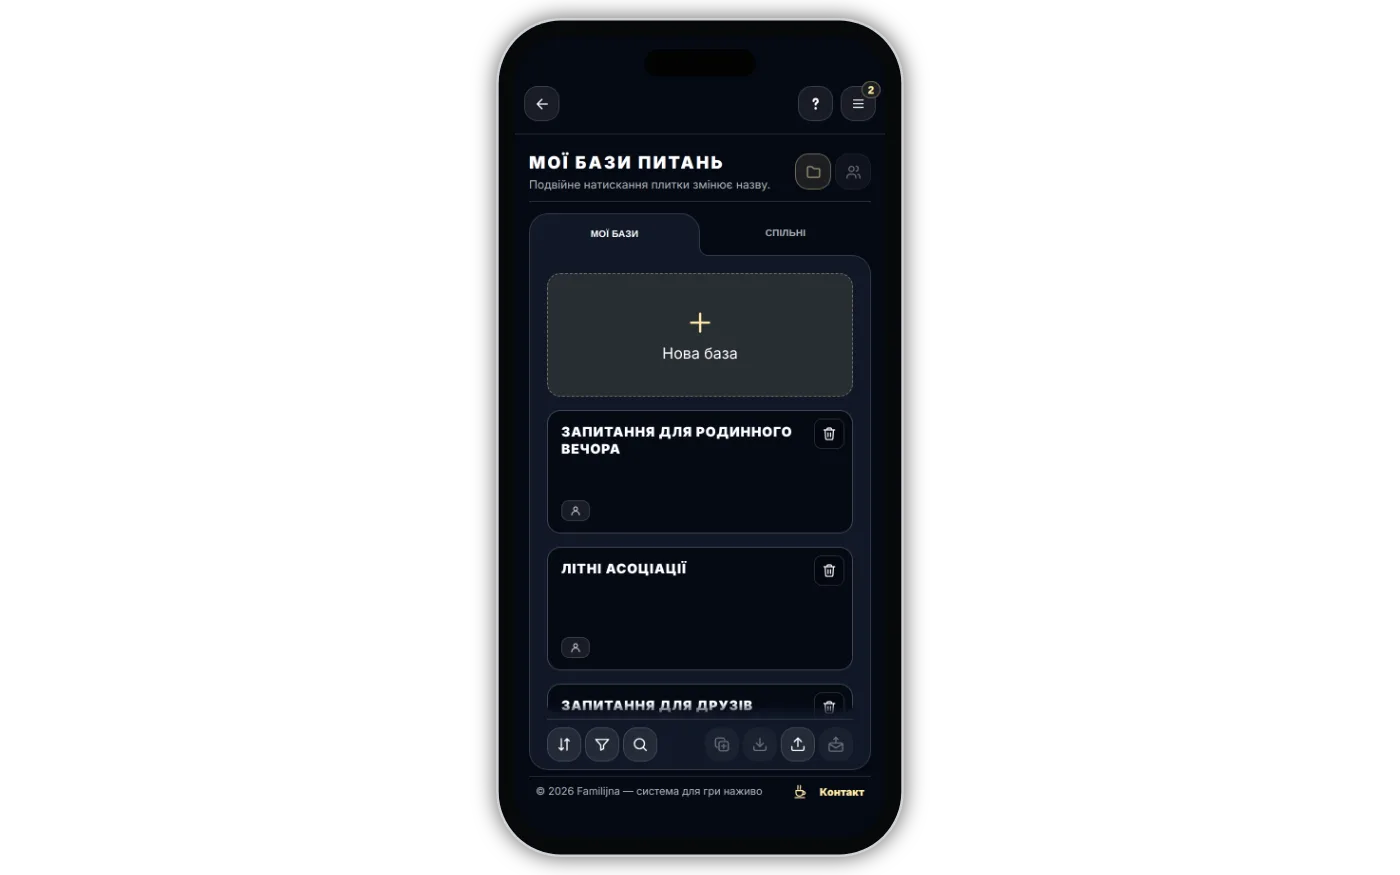 ?
2
МОЇ БАЗИ ПИТАНЬ
Подвійне натискання плитки змінює назву.
МОЇ БАЗИ
СПІЛЬНІ
Нова база
ЗАПИТАННЯ ДЛЯ РОДИННОГО
ВЕЧОРА
ЛІТНІ АСОЦІАЦІЇ
ЗАПИТАННЯ ДЛЯ ДРУЗІВ
© 2026 Familijna — система для гри наживо
Контакт